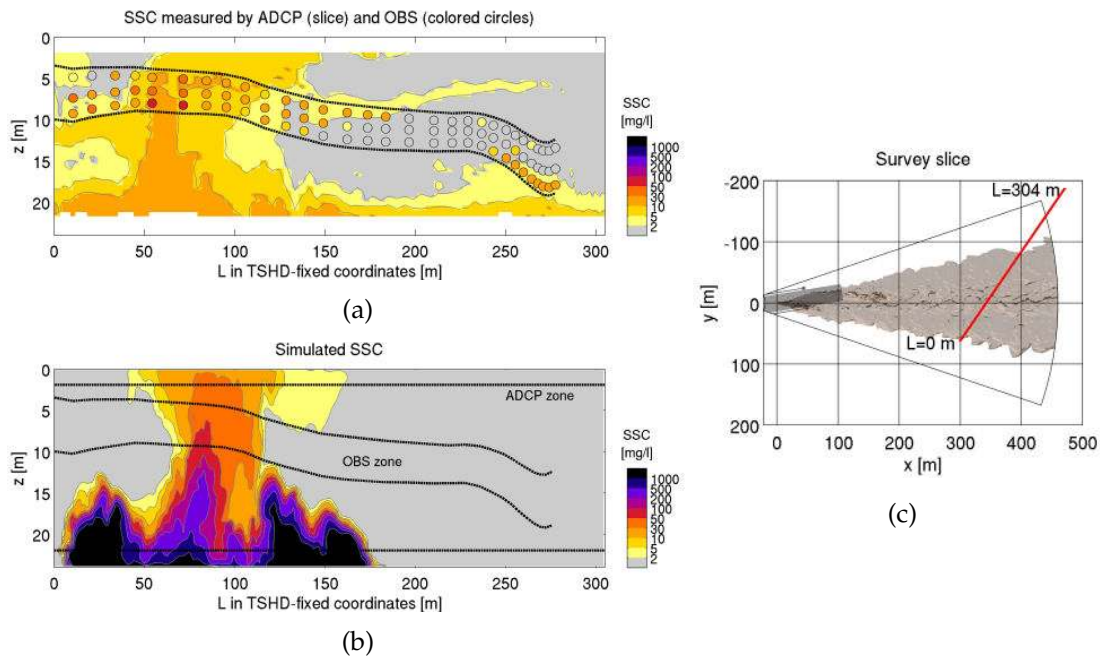 SSC measured by ADCP (slice) and OBS (colored circles)
0
5
10
15
20
z [m]
0 50 100 150 200 250 300
L in TSHD-fixed coordinates [m]
SSC
[mg/l]
1000
500
200
100
50
30
10
5
2
(a)
Simulated SSC
0
5
10
15
20
z [m]
ADCP zone
OBS zone
0 50 100 150 200 250 300
L in TSHD-fixed coordinates [m]
SSC
[mg/l]
1000
500
200
100
50
30
10
5
2
(b)
Survey slice
-200
-100
0
100
200
y [m]
L=304 m
L=0 m
0 100 200 300 400 500
x [m]
(c)